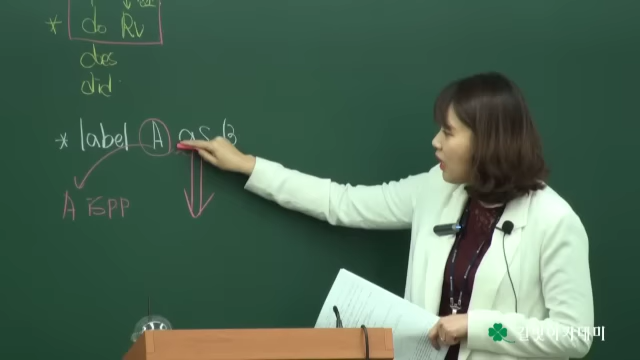 * do Rv
does
did
* label A as B
A is pp